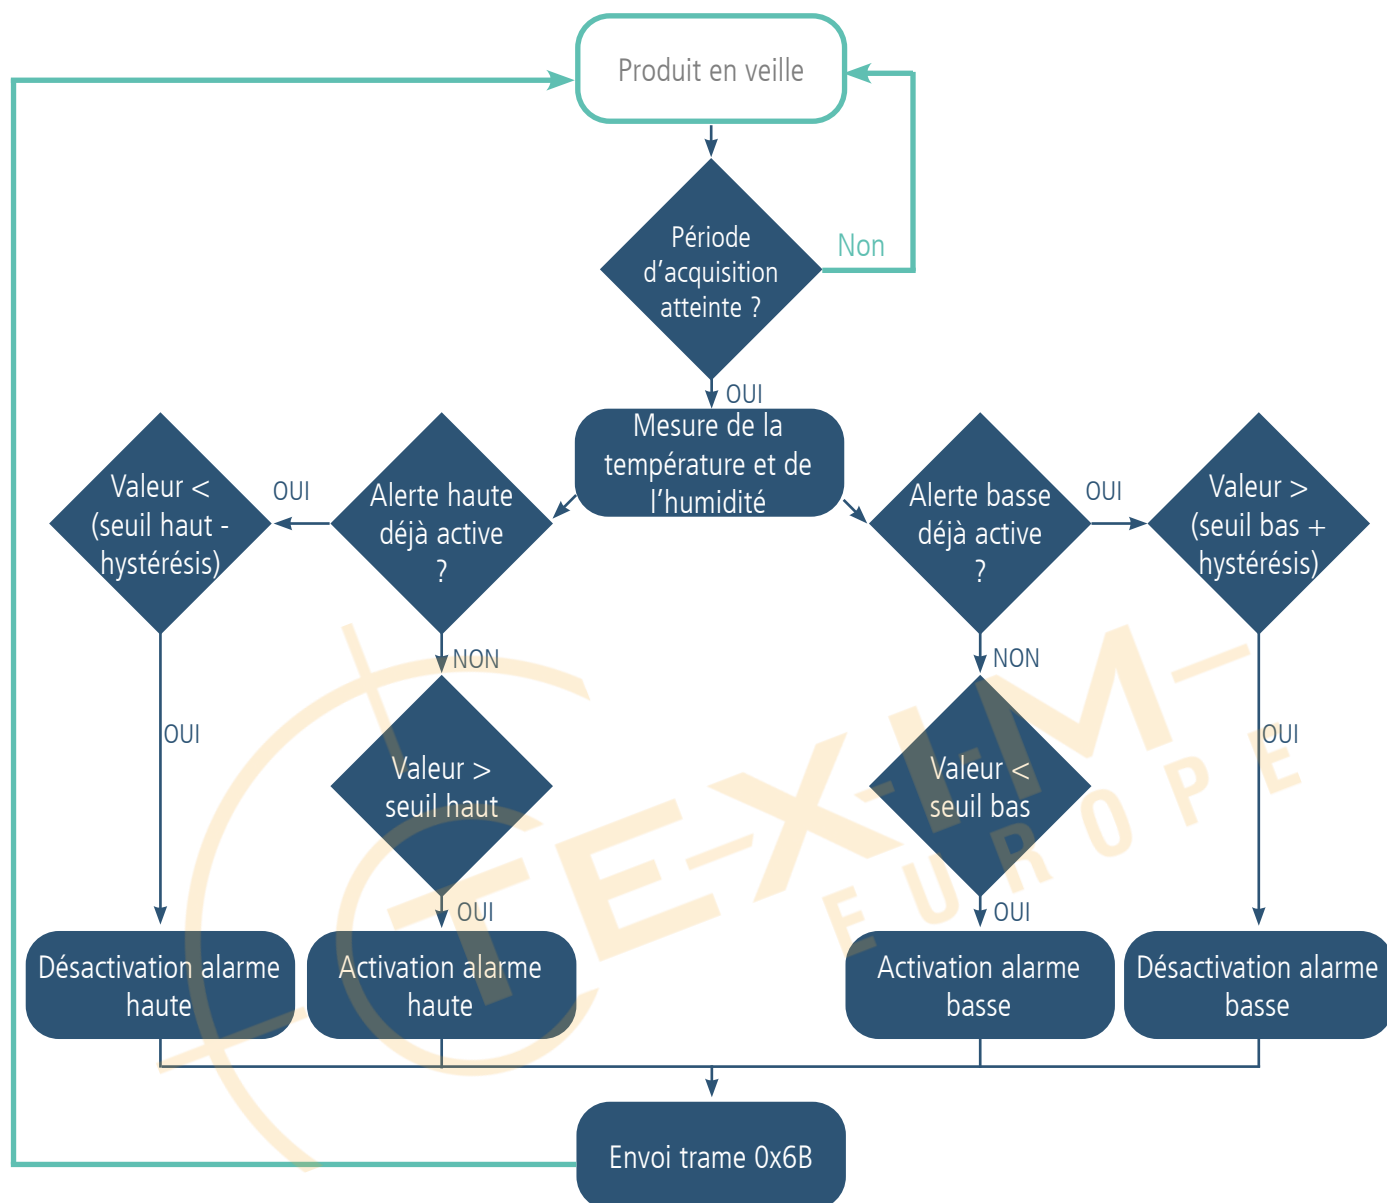 Produit en veille
Période
d’acquisition
atteinte ?
Non
OUI
Mesure de la
température et de
l’humidité
Valeur <
(seuil haut -
hystérésis)
OUI
Alerte haute
déjà active
?
Alerte basse
déjà active
?
OUI
Valeur >
(seuil bas +
hystérésis)
NON
NON
OUI
OUI
Valeur >
seuil haut
Valeur <
seuil bas
OUI
OUI
Désactivation alarme
haute
Activation alarme
haute
Activation alarme
basse
Désactivation alarme
basse
Envoi trame 0x6B
TEXIM
EUROPE